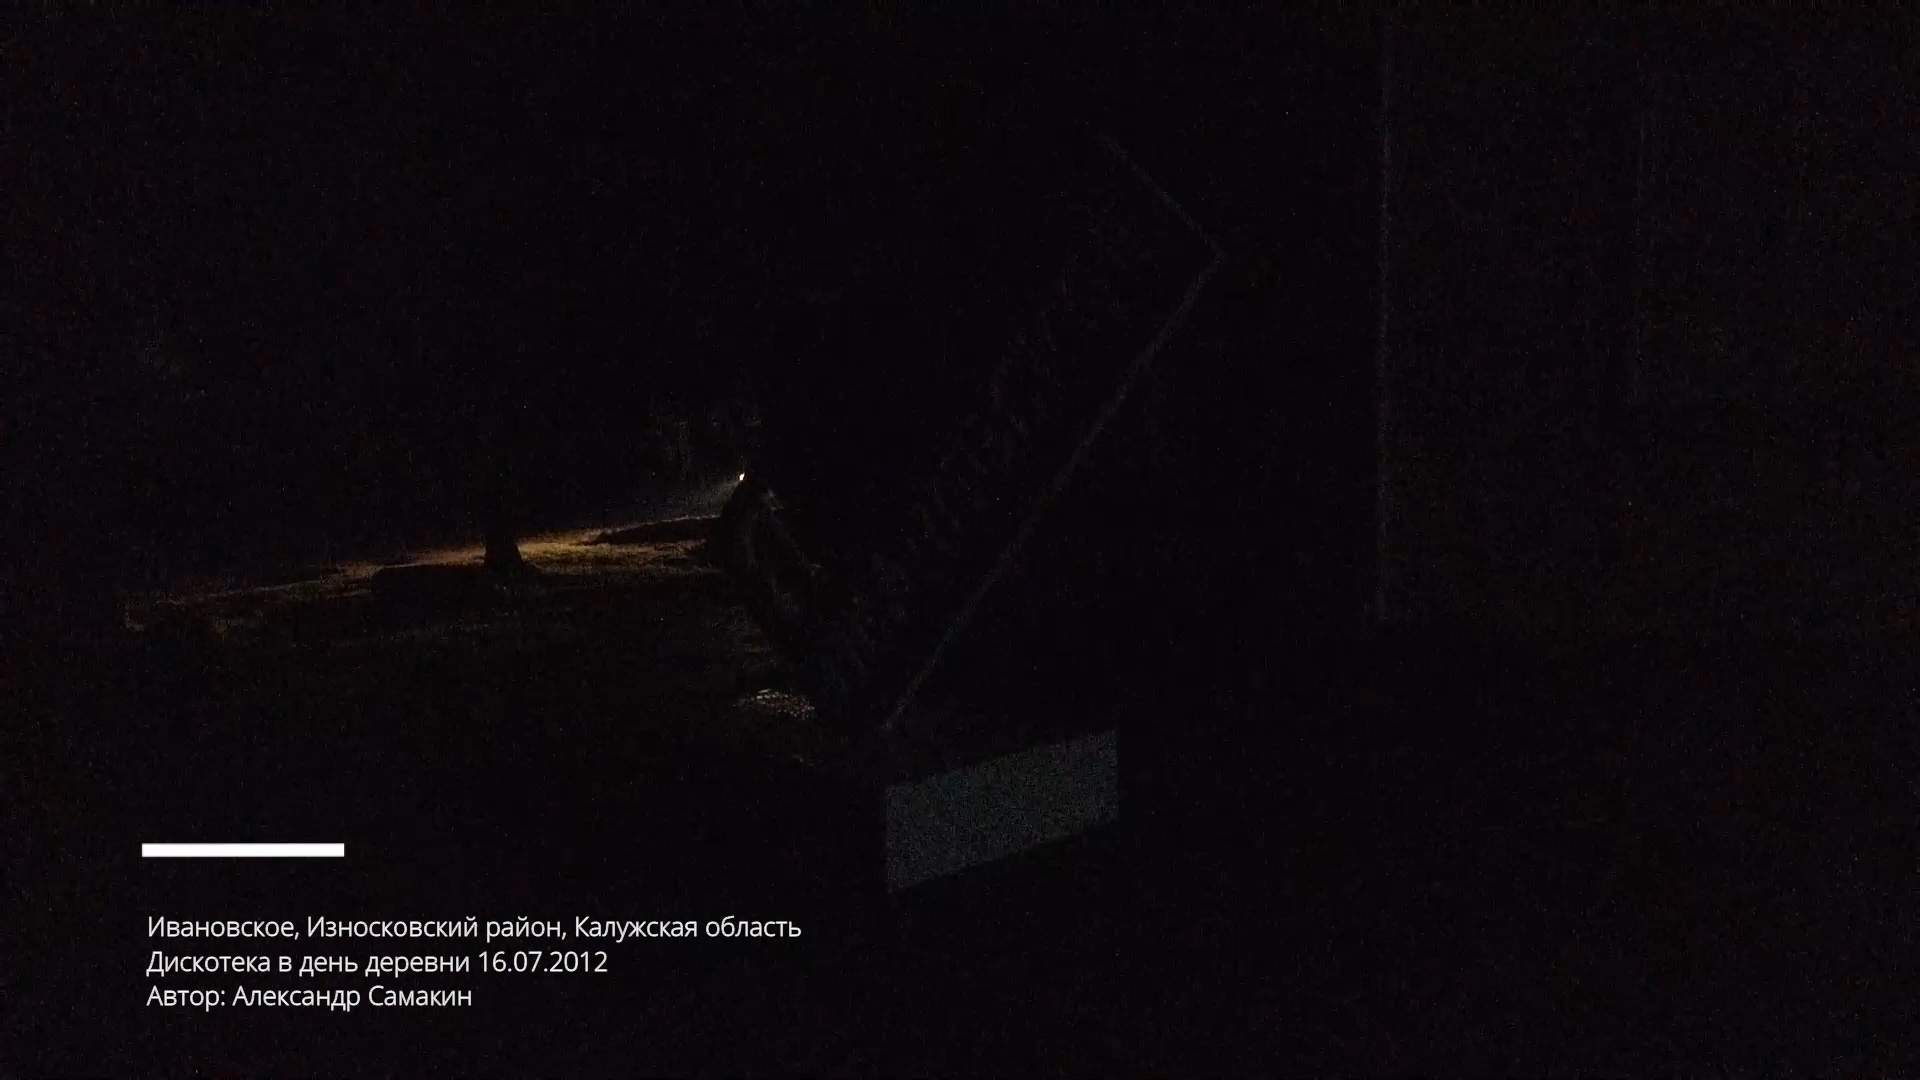 Ивановское, Износковский район, Калужская область
Дискотека в день деревни 16.07.2012
Автор: Александр Самакин